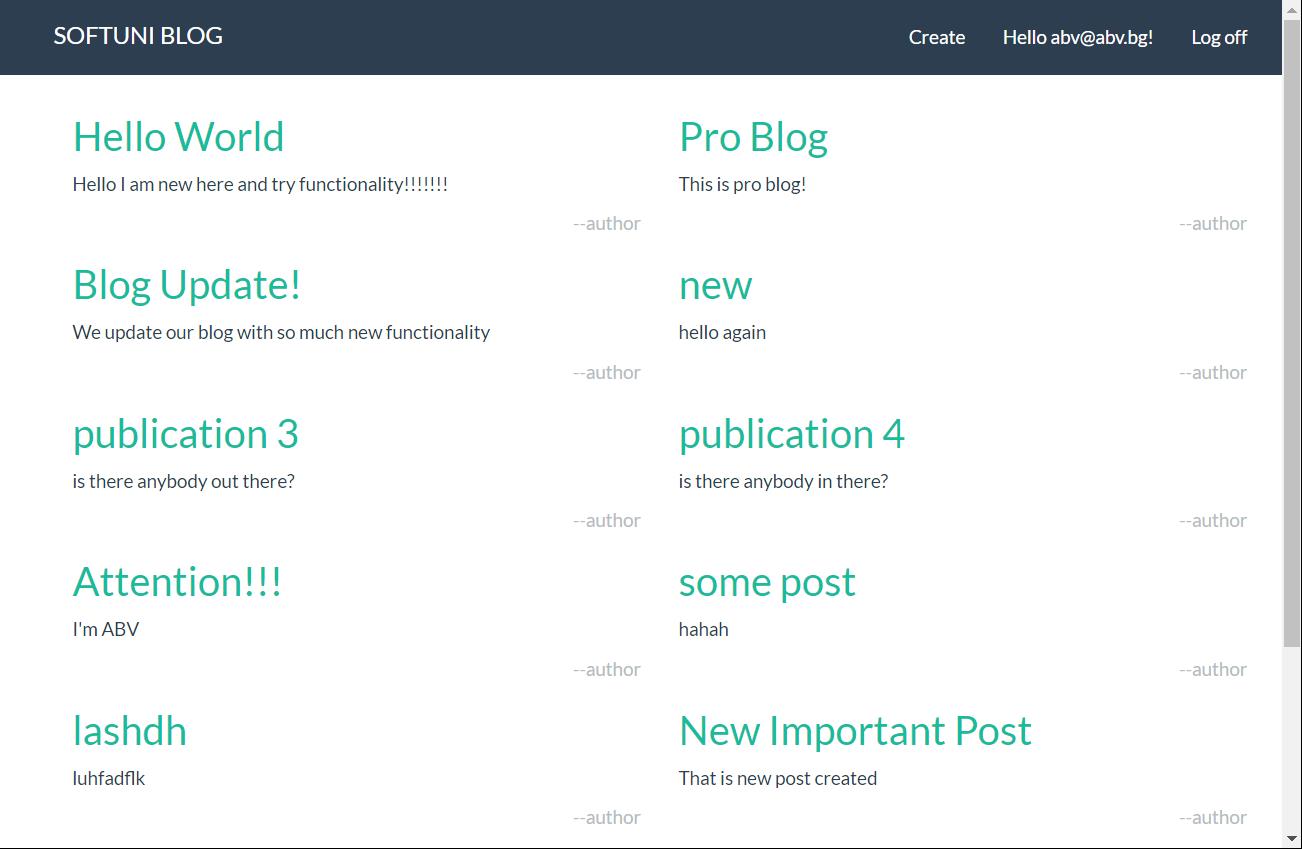 SOFTUNI BLOG
Create Hello abv@abv.bg! Log off
Hello World
Hello I am new here and try functionality!!!!!!!
--author
Pro Blog
This is pro blog!
--author
Blog Update!
We update our blog with so much new functionality
--author
new
hello again
--author
publication 3
is there anybody out there?
--author
publication 4
is there anybody in there?
--author
Attention!!!
I'm ABV
--author
some post
hahah
--author
lashdh
luhfadflk
--author
New Important Post
That is new post created
--author